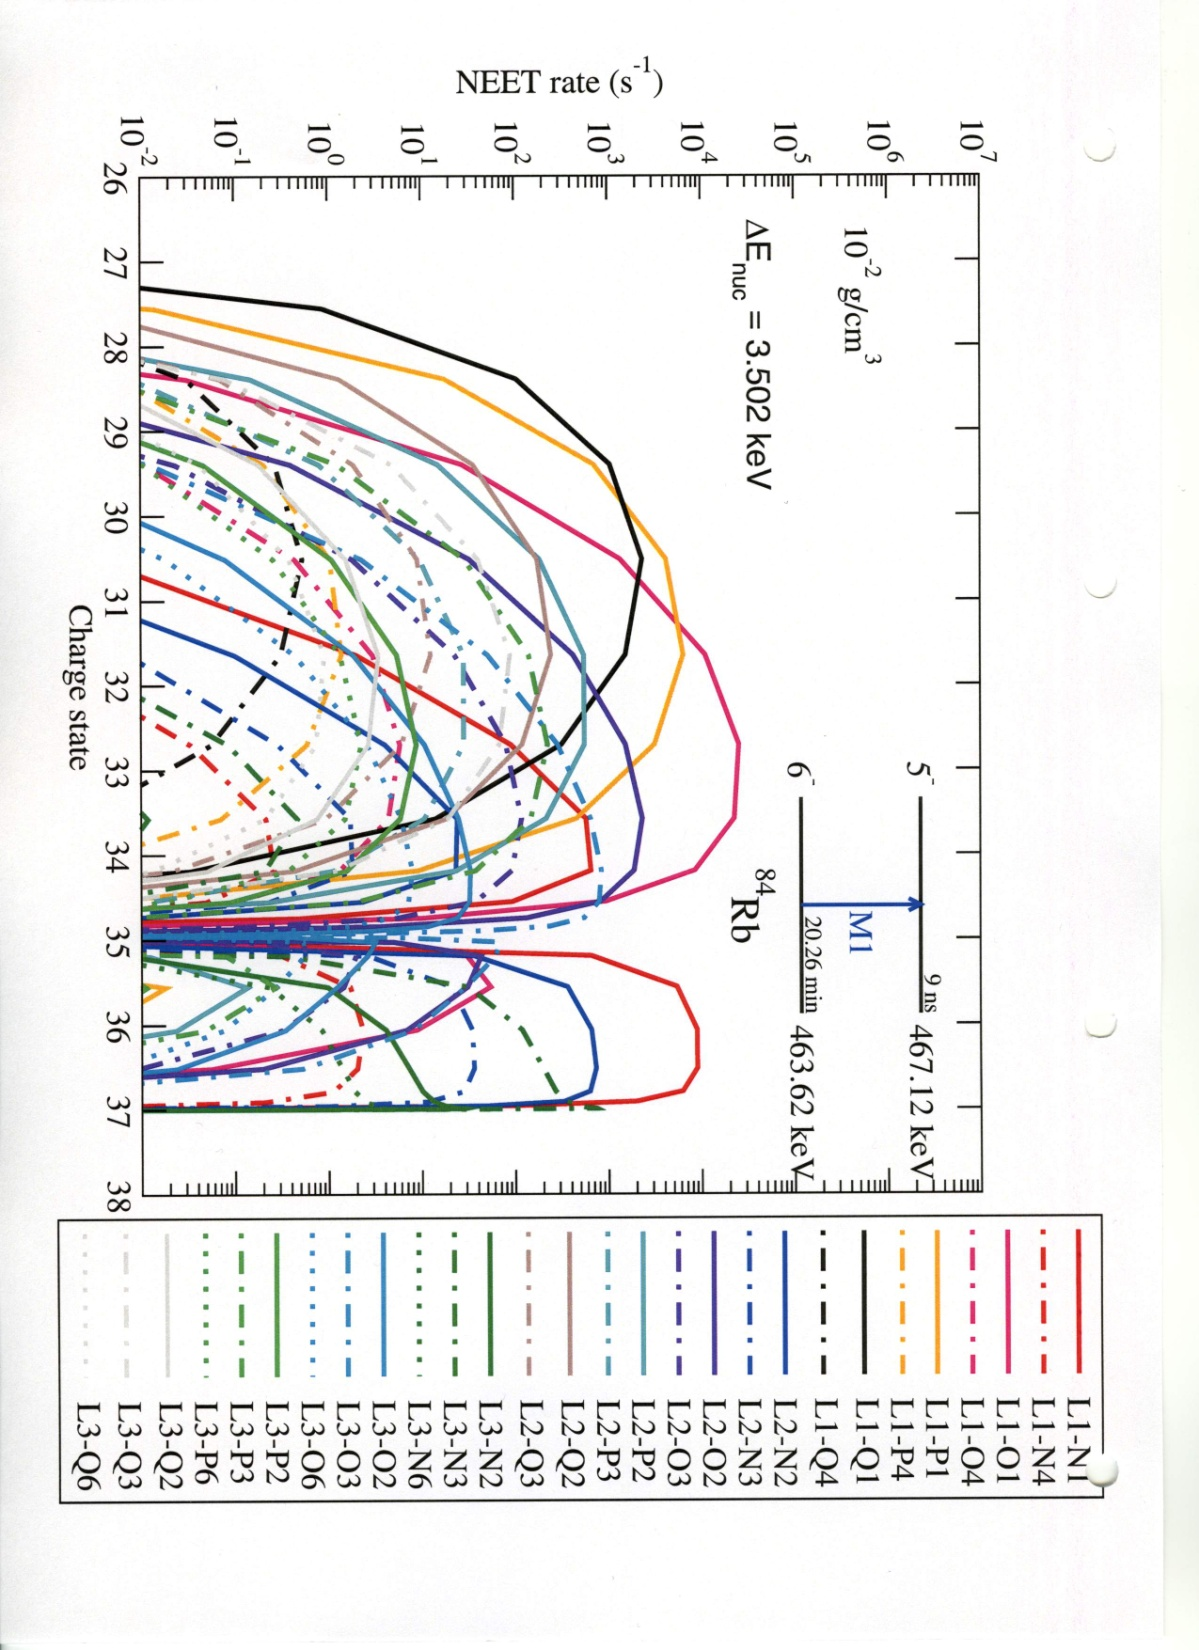 NEET rate (s⁻¹)
10⁷
10⁶
10⁵
10⁴
10³
10²
10¹
10⁰
10⁻¹
10⁻²
26 27 28 29 30 31 32 33 34 35 36 37 38
Charge state
10⁻² g/cm³
ΔE_nuc = 3.502 keV
5⁻ 9 ns 467.12 keV
M1
6⁻ 20.26 min 463.62 keV
⁸⁴Rb
L1-N1
L1-N4
L1-O1
L1-O4
L1-P1
L1-P4
L1-Q1
L1-Q4
L2-N2
L2-N3
L2-O2
L2-O3
L2-P2
L2-P3
L2-Q2
L2-Q3
L3-N2
L3-N3
L3-N6
L3-O2
L3-O3
L3-O6
L3-P2
L3-P3
L3-P6
L3-Q2
L3-Q3
L3-Q6